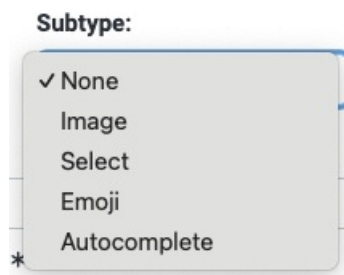 Subtype:
✓ None
Image
Select
Emoji
Autocomplete
*